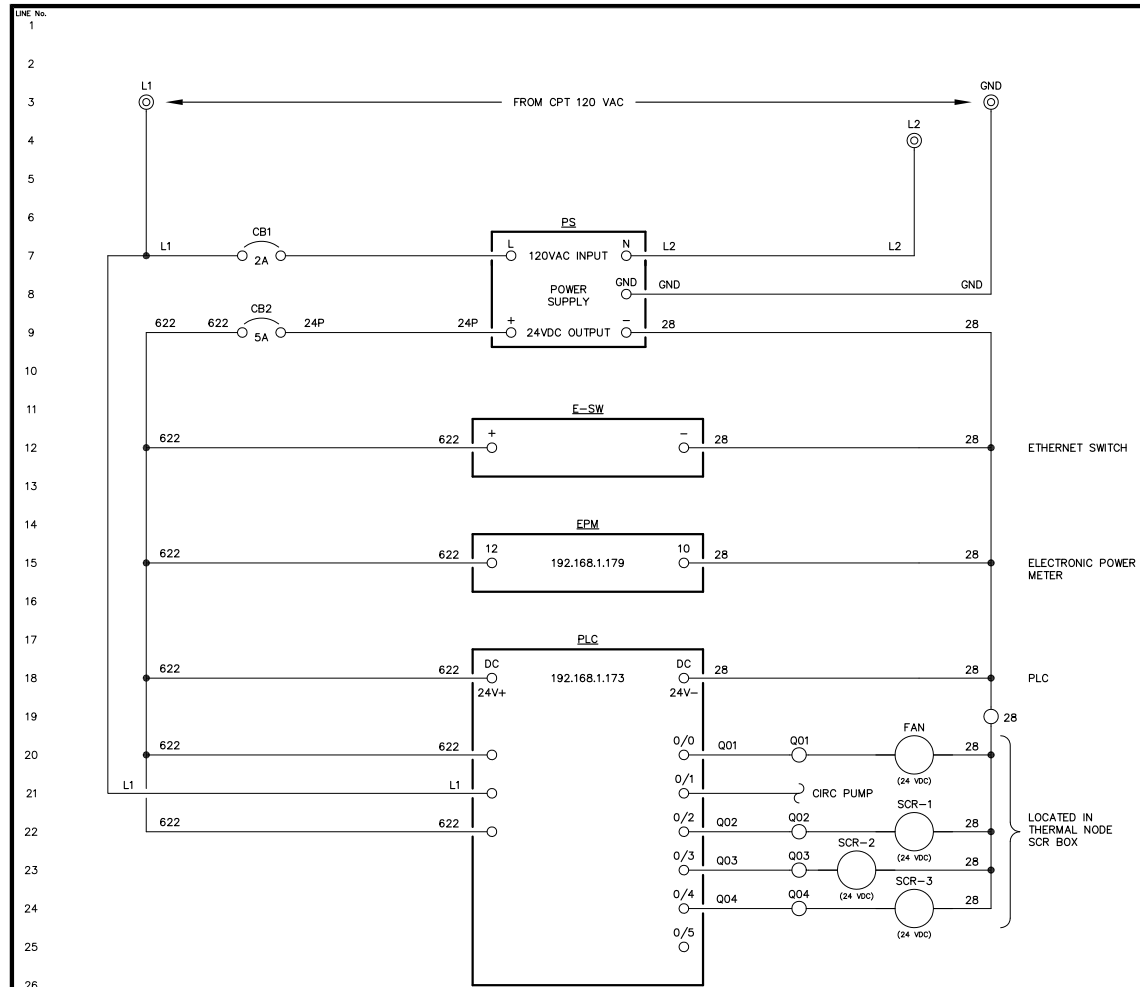 LINE No.
1
2
L1 GND
3 FROM CPT 120 VAC
L2
4
5
6 PS
CB1 L N
7 L1 2A 120VAC INPUT L2 L2
8 POWER SUPPLY GND GND GND
CB2 + −
9 622 622 5A 24P 24P 24VDC OUTPUT 28 28
10
11 E-SW
12 622 622 + − 28 28 ETHERNET SWITCH
13
14 EPM
15 622 622 12 192.168.1.179 10 28 28 ELECTRONIC POWER
METER
16
17 PLC
18 622 622 DC 24V+ 192.168.1.173 DC 24V− 28 28 PLC
19 28
FAN
20 622 622 0/0 Q01 Q01 28
(24 VDC)
21 L1 L1 0/1 CIRC PUMP
SCR-1
22 622 622 0/2 Q02 Q02 28
(24 VDC)
LOCATED IN
THERMAL NODE
SCR BOX
SCR-2
23 0/3 Q03 Q03 28
(24 VDC)
SCR-3
24 0/4 Q04 Q04 28
(24 VDC)
25 0/5
26